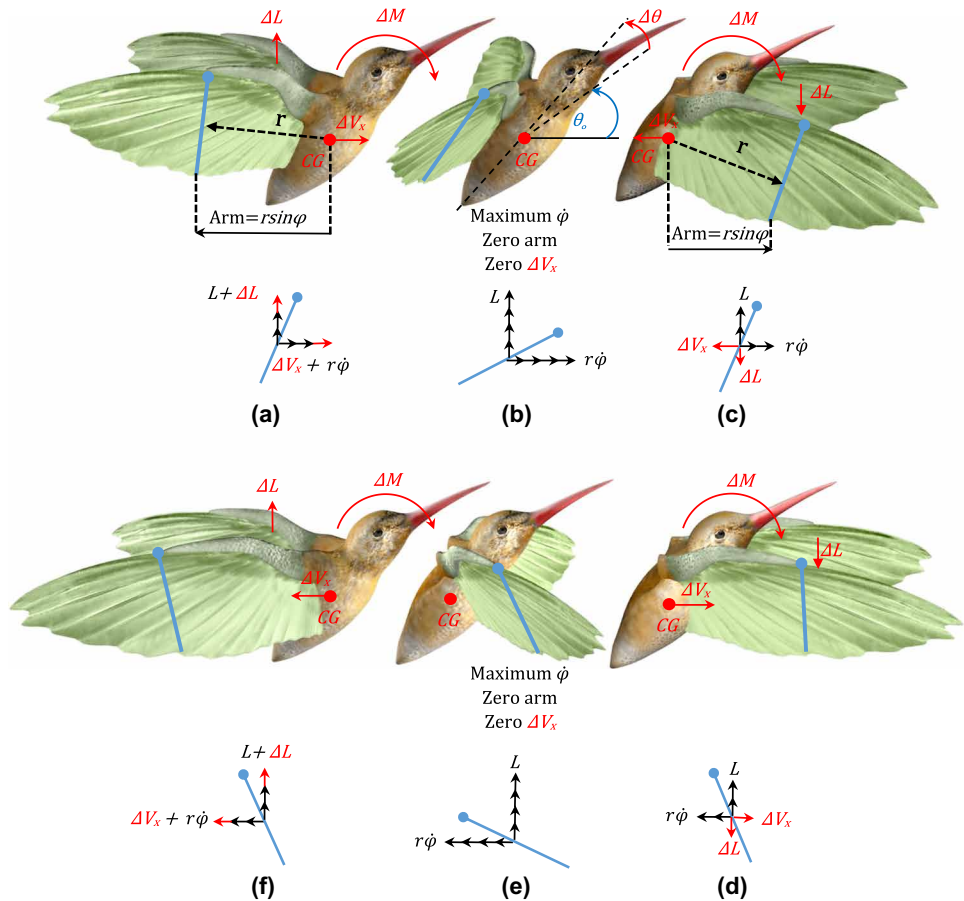 ΔL
ΔM
r
ΔVₓ
CG
Arm=rsinφ
L+ ΔL
ΔVₓ + rφ̇
(a)
Δθ
θₒ
CG
Maximum φ̇
Zero arm
Zero ΔVₓ
L
rφ̇
(b)
ΔM
ΔL
ΔVₓ
CG
r
Arm=rsinφ
L
ΔVₓ
rφ̇
ΔL
(c)
ΔL
ΔM
ΔVₓ
CG
L+ ΔL
ΔVₓ + rφ̇
(f)
CG
Maximum φ̇
Zero arm
Zero ΔVₓ
L
rφ̇
(e)
ΔM
ΔL
ΔVₓ
CG
L
rφ̇
ΔVₓ
ΔL
(d)